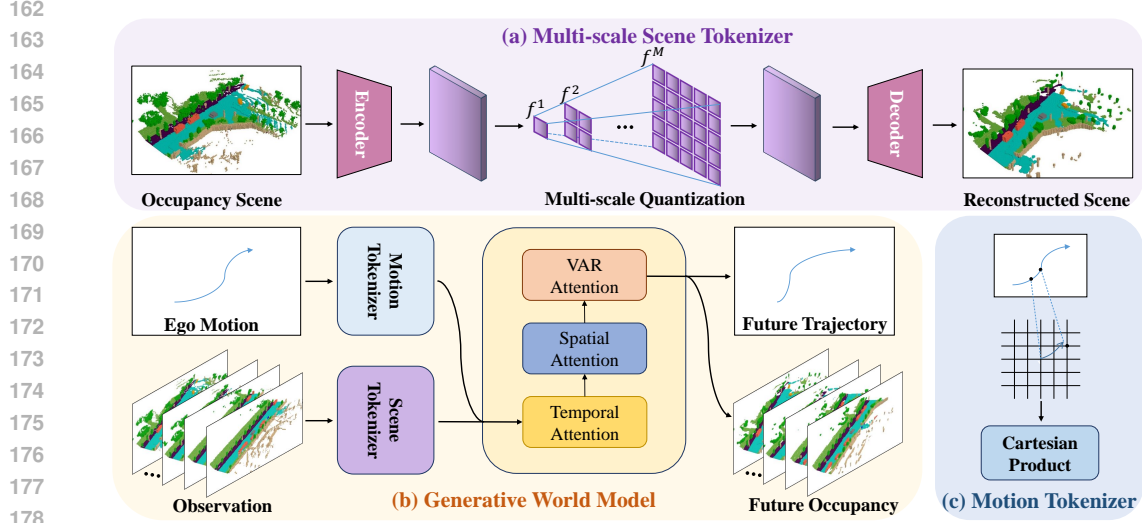 162
163
164
165
166
167
168
169
170
171
172
173
174
175
176
177
178
(a) Multi-scale Scene Tokenizer
Encoder
f^1
f^2
...
f^M
Decoder
Occupancy Scene
Multi-scale Quantization
Reconstructed Scene
Ego Motion
Motion
Tokenizer
VAR
Attention
Spatial
Attention
Temporal
Attention
Future Trajectory
Scene
Tokenizer
...
Observation
...
Future Occupancy
(b) Generative World Model
Cartesian
Product
(c) Motion Tokenizer